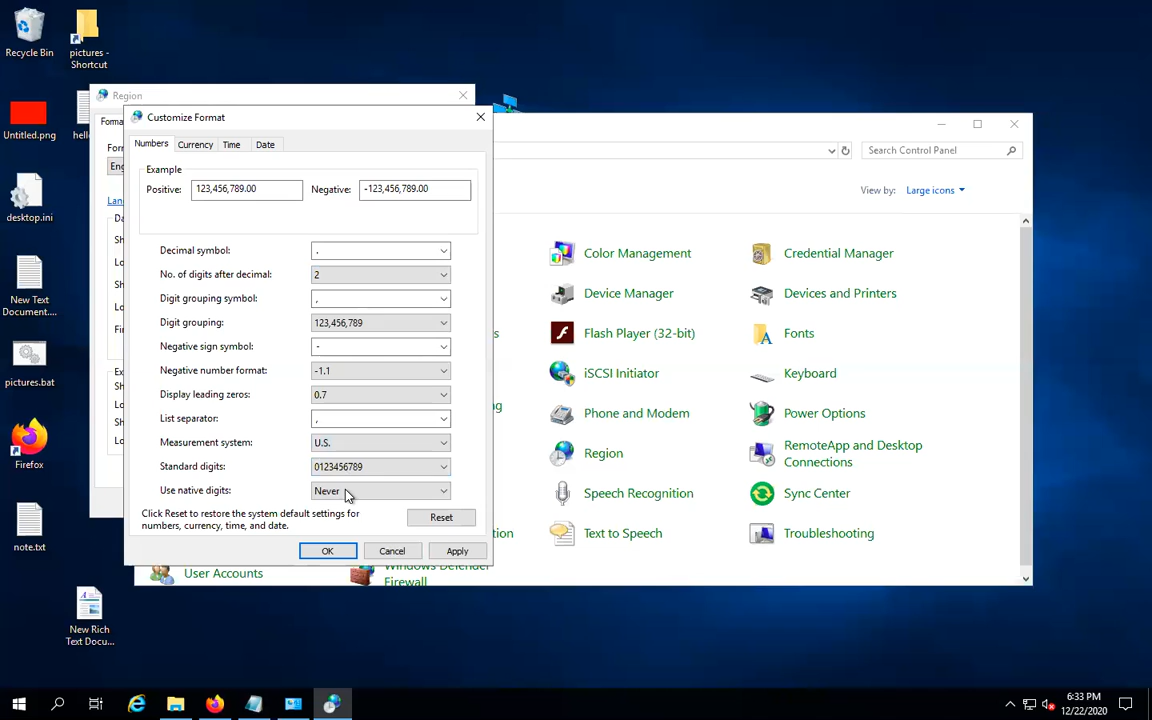 Recycle Bin
pictures -
Shortcut
Untitled.png
desktop.ini
New Text
Document....
pictures.bat
Firefox
note.txt
New Rich
Text Docu...
Region
Customize Format
Numbers
Currency
Time
Date
Example
Positive:
123,456,789.00
Negative:
-123,456,789.00
Decimal symbol:
.
No. of digits after decimal:
2
Digit grouping symbol:
,
Digit grouping:
123,456,789
Negative sign symbol:
-
Negative number format:
-1.1
Display leading zeros:
0.7
List separator:
,
Measurement system:
U.S.
Standard digits:
0123456789
Use native digits:
Never
Click Reset to restore the system default settings for
numbers, currency, time, and date.
Reset
OK
Cancel
Apply
Search Control Panel
View by:
Large icons
Color Management
Credential Manager
Device Manager
Devices and Printers
Flash Player (32-bit)
Fonts
iSCSI Initiator
Keyboard
Phone and Modem
Power Options
Region
RemoteApp and Desktop
Connections
Speech Recognition
Sync Center
Text to Speech
Troubleshooting
User Accounts
Windows Defender
Firewall
6:33 PM
12/22/2020